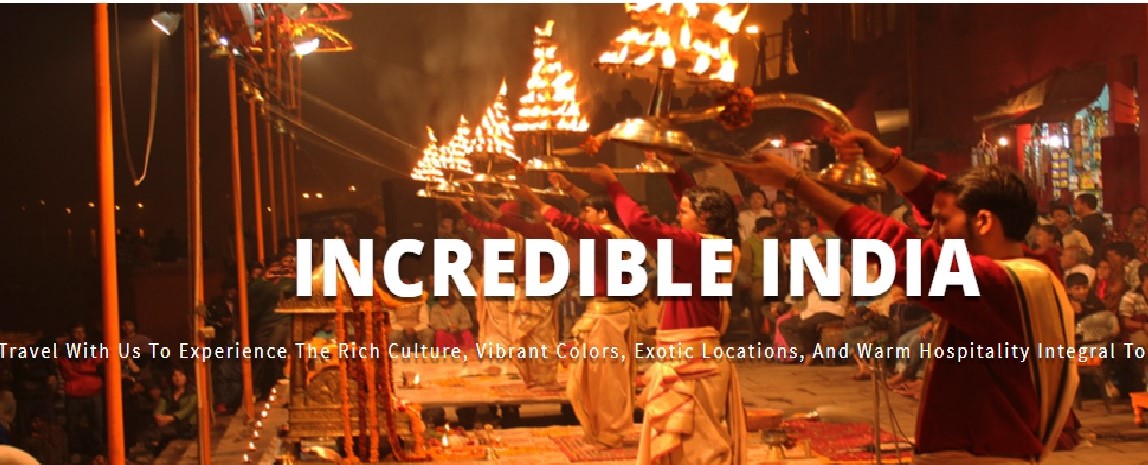 INCREDIBLE INDIA
Travel With Us To Experience The Rich Culture, Vibrant Colors, Exotic Locations, And Warm Hospitality Integral To